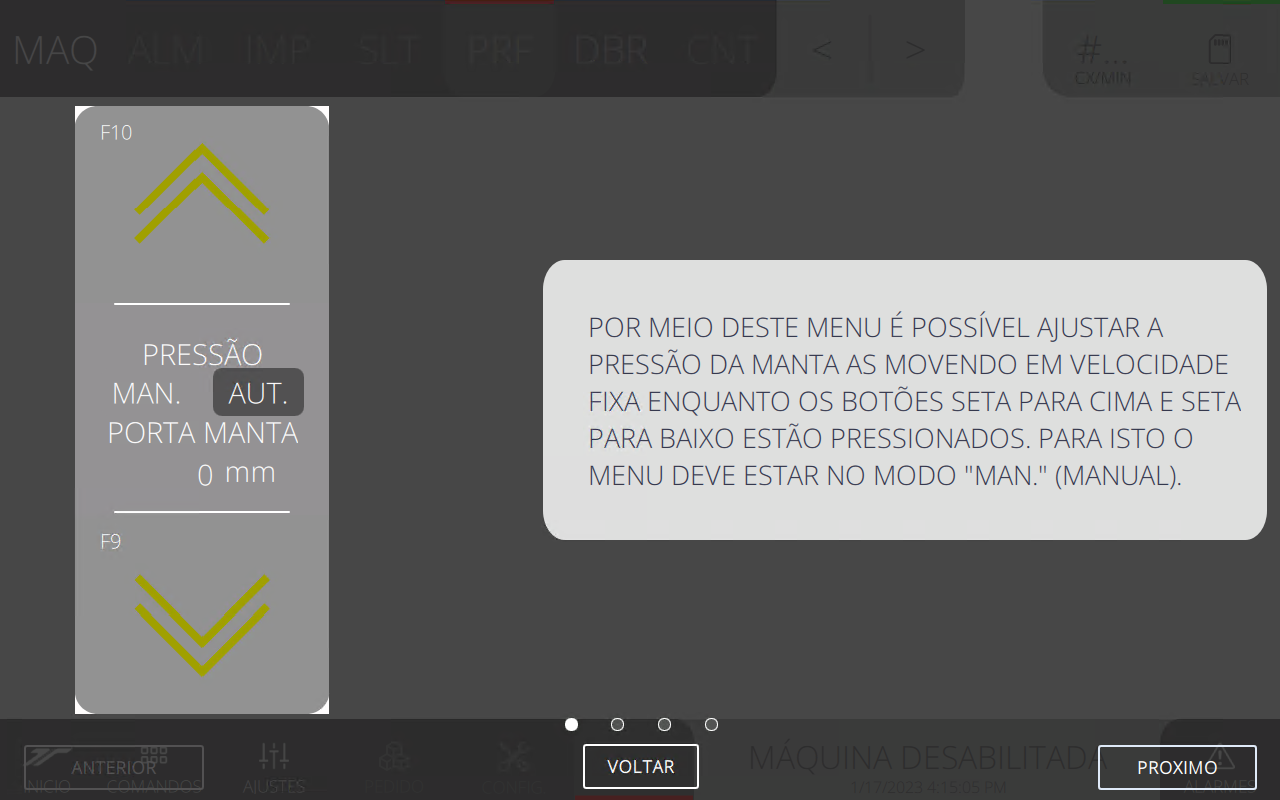 MAQ ALM IMP SLT PRF DBR CNT < > #...
CX/MIN SALVAR
F10
PRESSÃO
MAN. AUT.
PORTA MANTA
0 mm
F9
POR MEIO DESTE MENU É POSSÍVEL AJUSTAR A
PRESSÃO DA MANTA AS MOVENDO EM VELOCIDADE
FIXA ENQUANTO OS BOTÕES SETA PARA CIMA E SETA
PARA BAIXO ESTÃO PRESSIONADOS. PARA ISTO O
MENU DEVE ESTAR NO MODO "MAN." (MANUAL).
ANTERIOR
INICIO COMANDOS AJUSTES PEDIDO CONFIG
VOLTAR
MÁQUINA DESABILITADA
1/17/2023 4:15:05 PM
PROXIMO
ALARMES